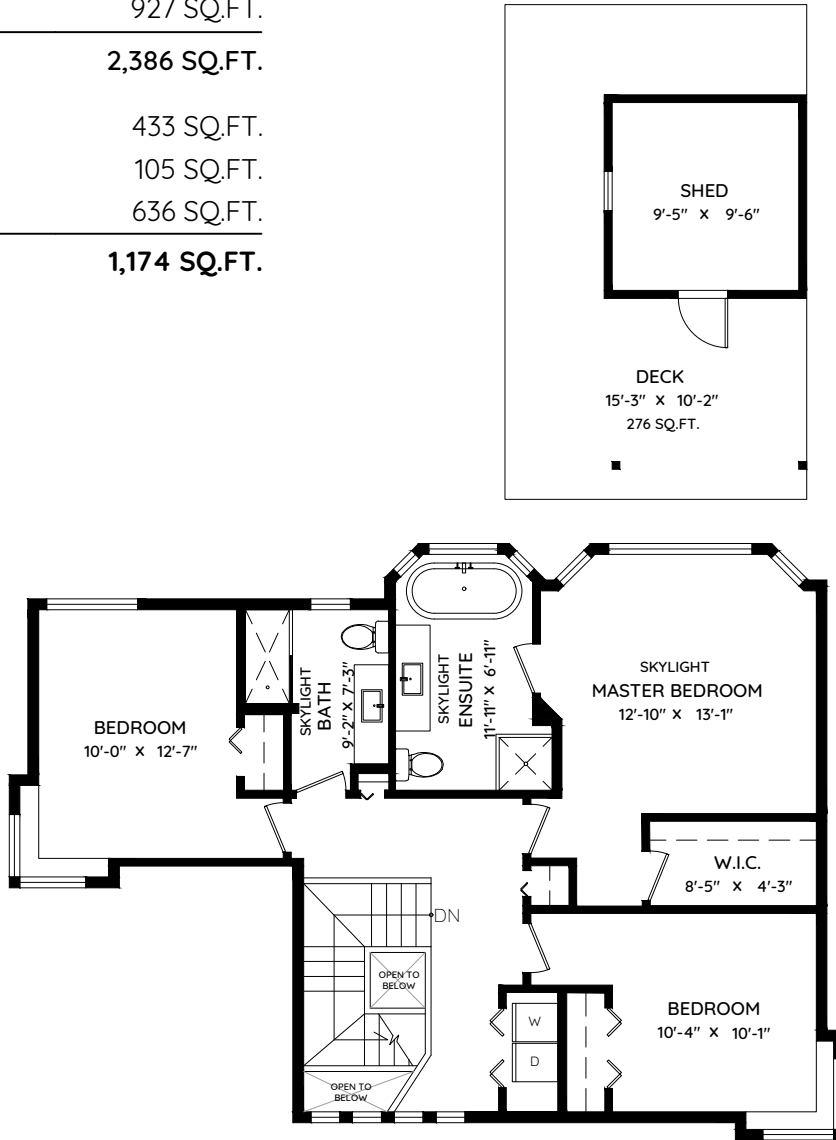 927 SQ.FT.
2,386 SQ.FT.
433 SQ.FT.
105 SQ.FT.
636 SQ.FT.
1,174 SQ.FT.
SHED
9'-5" X 9'-6"
DECK
15'-3" X 10'-2"
276 SQ.FT.
BEDROOM
10'-0" X 12'-7"
SKYLIGHT
BATH
9'-2" X 7'-3"
SKYLIGHT
ENSUITE
11'-11" X 6'-11"
SKYLIGHT
MASTER BEDROOM
12'-10" X 13'-1"
W.I.C.
8'-5" X 4'-3"
DN
OPEN TO
BELOW
BEDROOM
10'-4" X 10'-1"
W
D
OPEN TO
BELOW